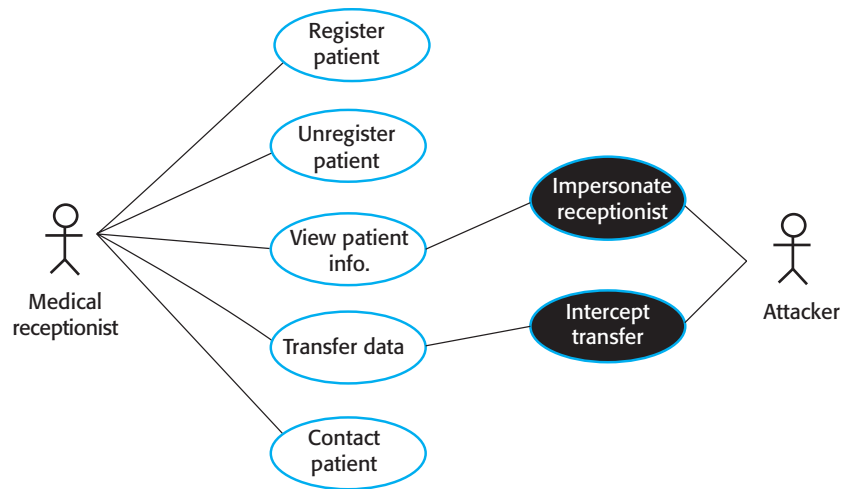 Register
patient
Unregister
patient
Impersonate
receptionist
View patient
info.
Medical
receptionist
Intercept
transfer
Attacker
Transfer data
Contact
patient